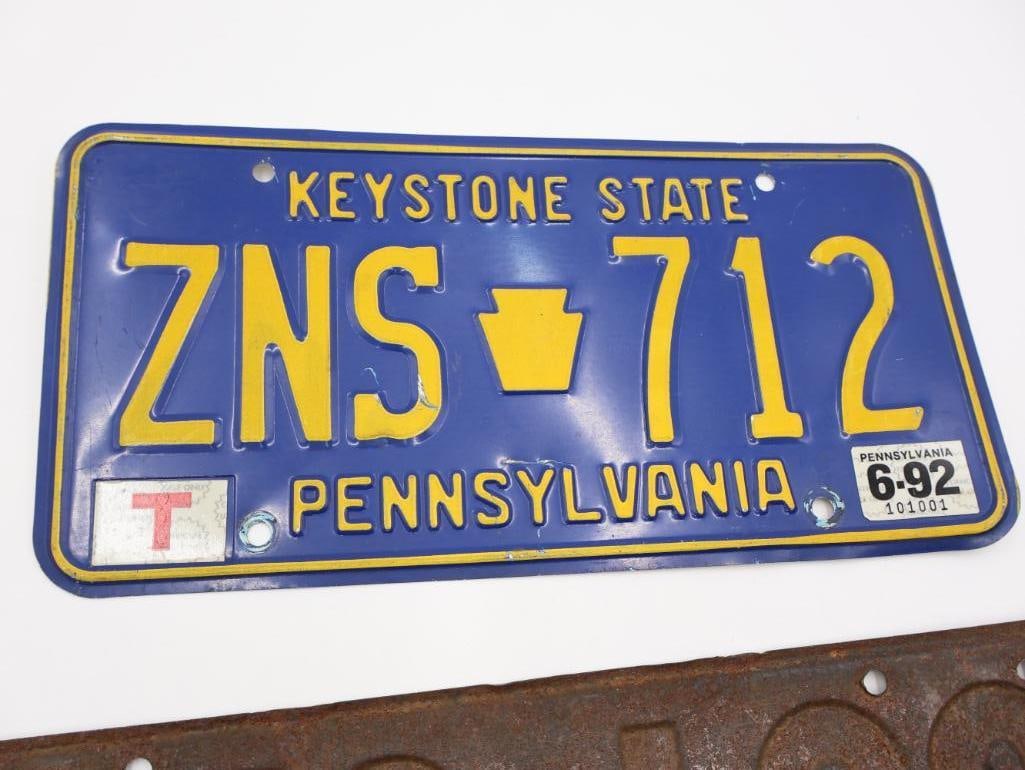 KEYSTONE STATE
ZNS 712
PENNSYLVANIA
T
PENNSYLVANIA
6-92
101001